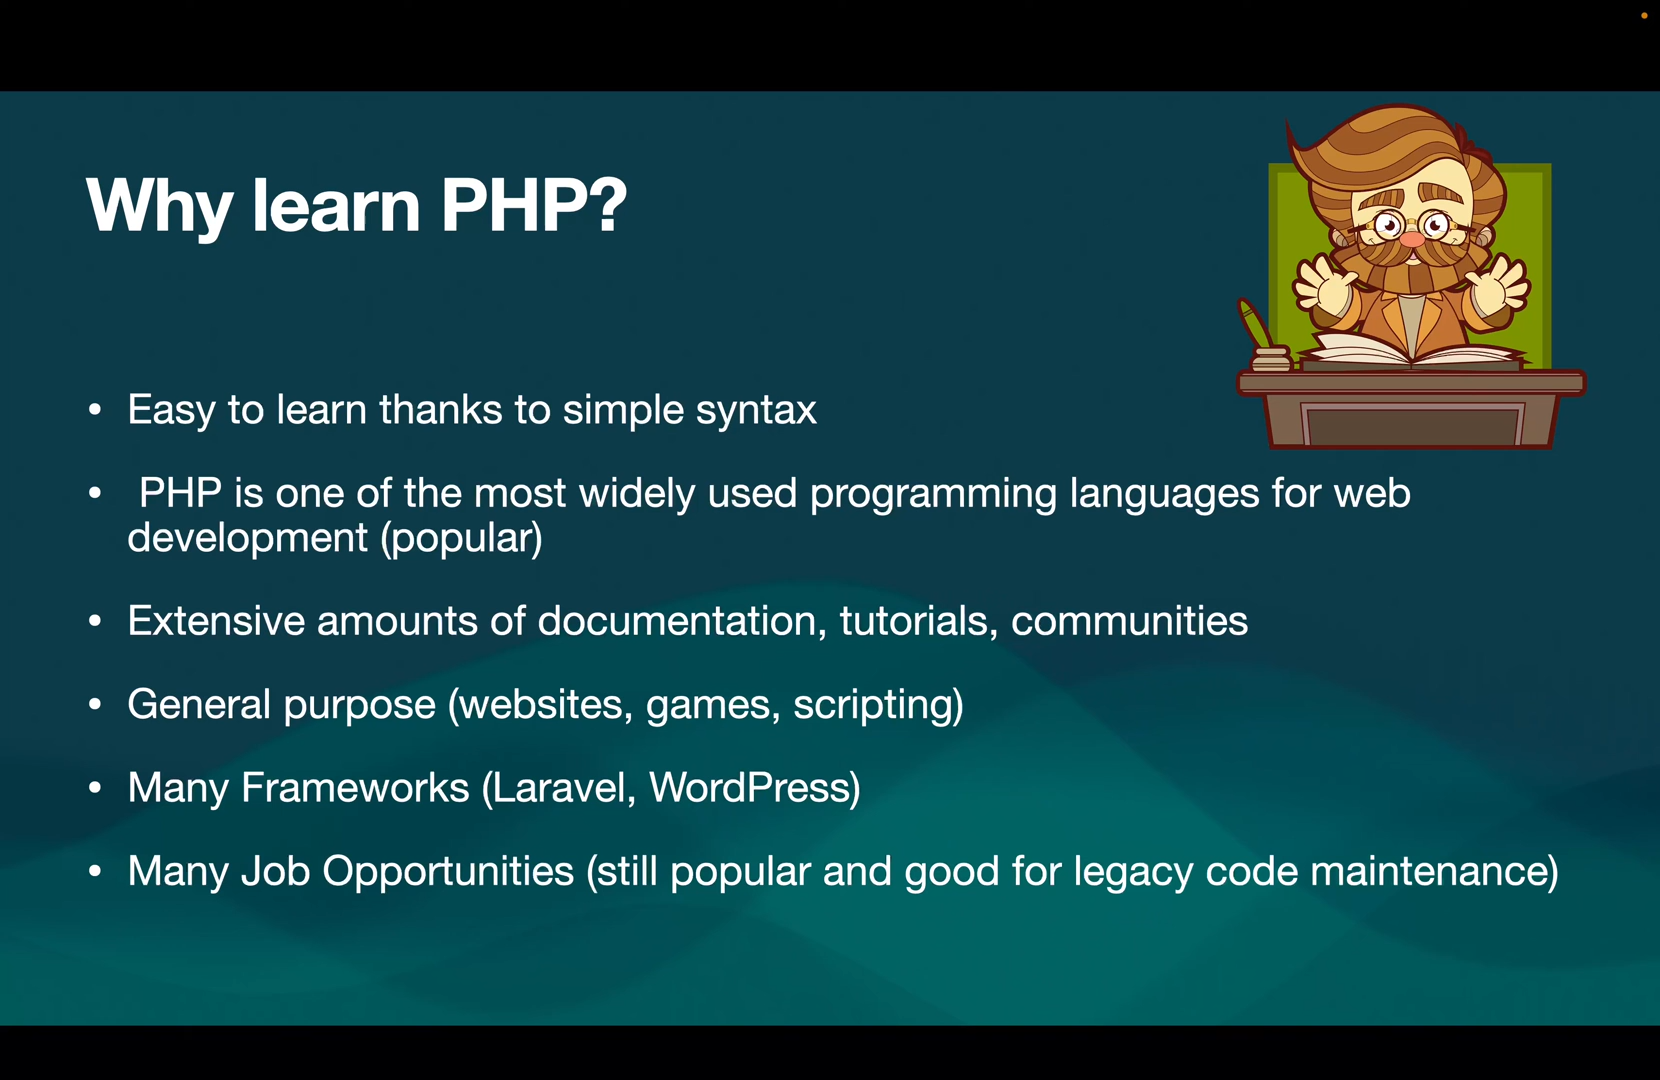 Why learn PHP?
• Easy to learn thanks to simple syntax
• PHP is one of the most widely used programming languages for web
development (popular)
• Extensive amounts of documentation, tutorials, communities
• General purpose (websites, games, scripting)
• Many Frameworks (Laravel, WordPress)
• Many Job Opportunities (still popular and good for legacy code maintenance)